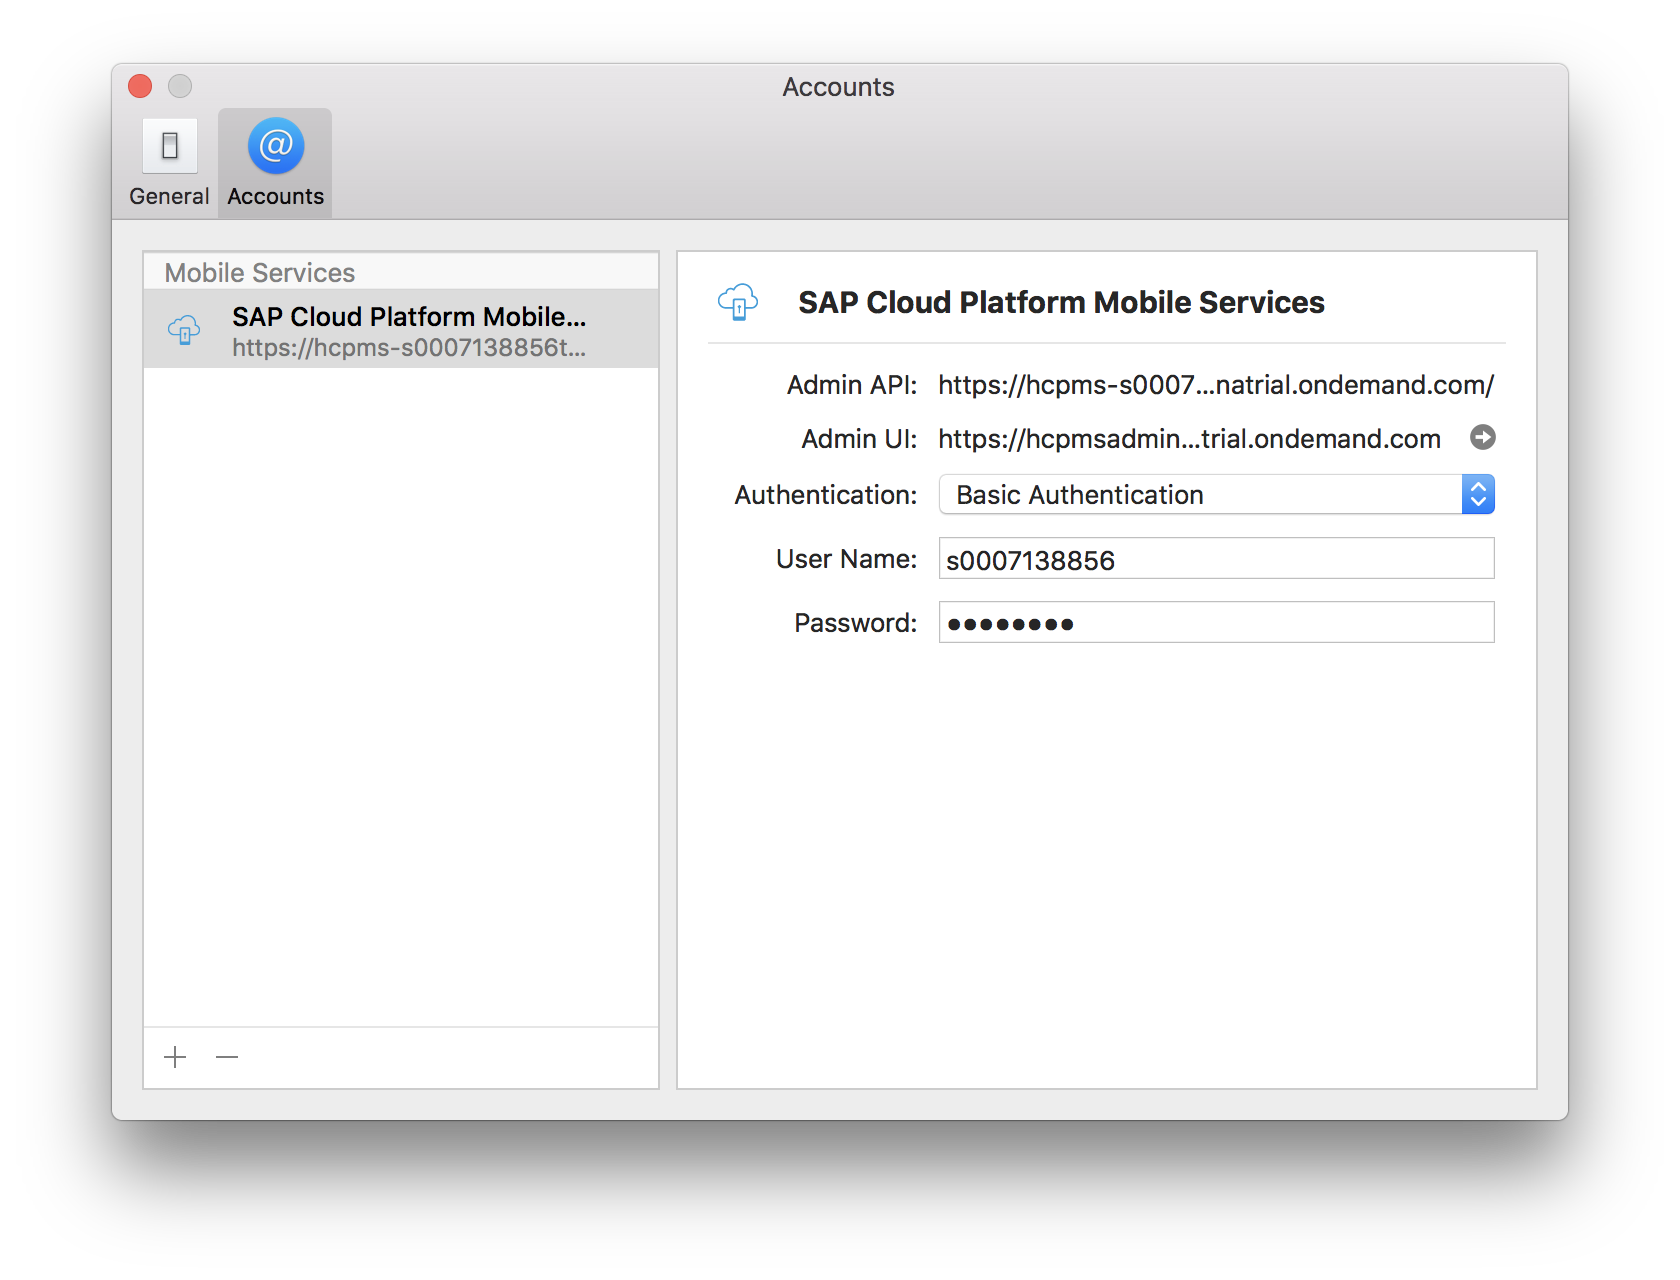 Accounts
General
Accounts
Mobile Services
SAP Cloud Platform Mobile...
https://hcpms-s0007138856t...
SAP Cloud Platform Mobile Services
Admin API: https://hcpms-s0007...natrial.ondemand.com/
Admin UI: https://hcpmsadmin...trial.ondemand.com
Authentication: Basic Authentication
User Name: s0007138856
Password: ●●●●●●●●